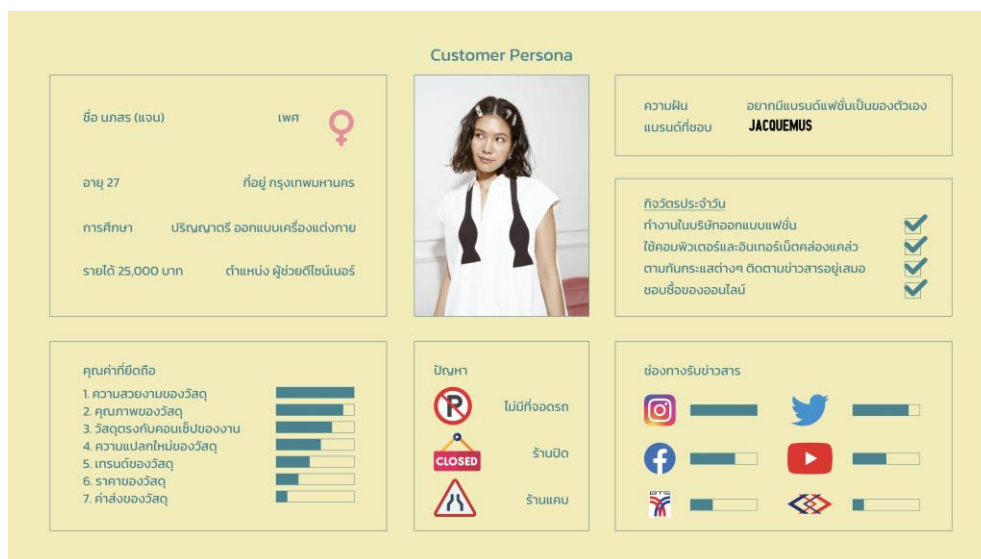 Customer Persona
ชื่อ นภสร (แจน) เพศ
อายุ 27 ที่อยู่ กรุงเทพมหานคร
การศึกษา ปริญญาตรี ออกแบบเครื่องแต่งกาย
รายได้ 25,000 บาท ตำแหน่ง ผู้ช่วยดีไซน์เนอร์
ความฝัน อยากมีแบรนด์แฟชั่นเป็นของตัวเอง
แบรนด์ที่ชอบ JACQUEMUS
กิจวัตรประจำวัน
ทำงานในบริษัทออกแบบแฟชั่น
ใช้คอมพิวเตอร์และอินเทอร์เน็ตคล่องแคล่ว
ตามทันกระแสต่างๆ ติดตามข่าวสารอยู่เสมอ
ชอบซื้อของออนไลน์
คุณค่าที่ยึดถือ
1. ความสวยงามของวัสดุ
2. คุณภาพของวัสดุ
3. วัสดุตรงกับคอนเซ็ปของงาน
4. ความแปลกใหม่ของวัสดุ
5. เทรนด์ของวัสดุ
6. ราคาของวัสดุ
7. ค่าส่งของวัสดุ
ปัญหา
P ไม่มีที่จอดรถ
CLOSED ร้านปิด
ร้านแคบ
ช่องทางรับข่าวสาร
BTS